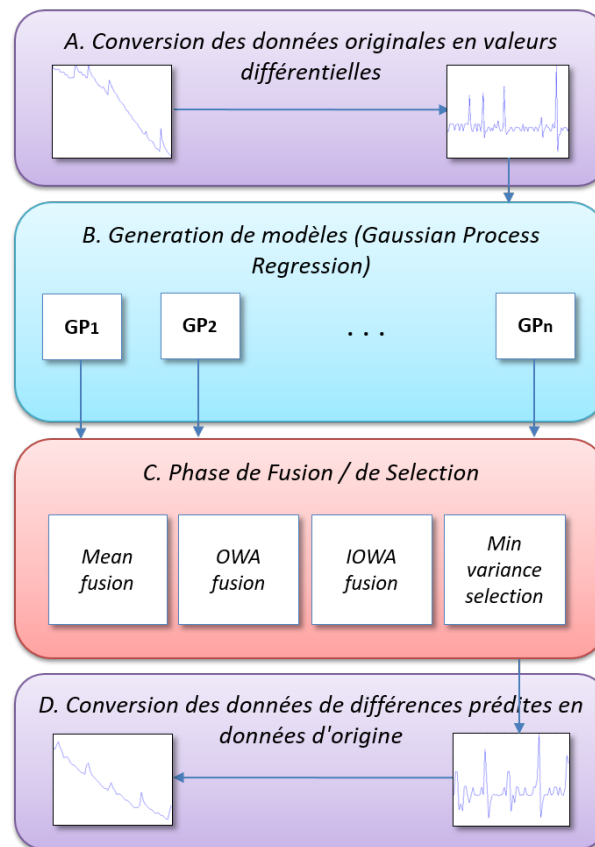 A. Conversion des données originales en valeurs
différentielles
B. Generation de modèles (Gaussian Process
Regression)
GP1
GP2
. . .
GPn
C. Phase de Fusion / de Selection
Mean
fusion
OWA
fusion
IOWA
fusion
Min
variance
selection
D. Conversion des données de différences prédites en
données d'origine